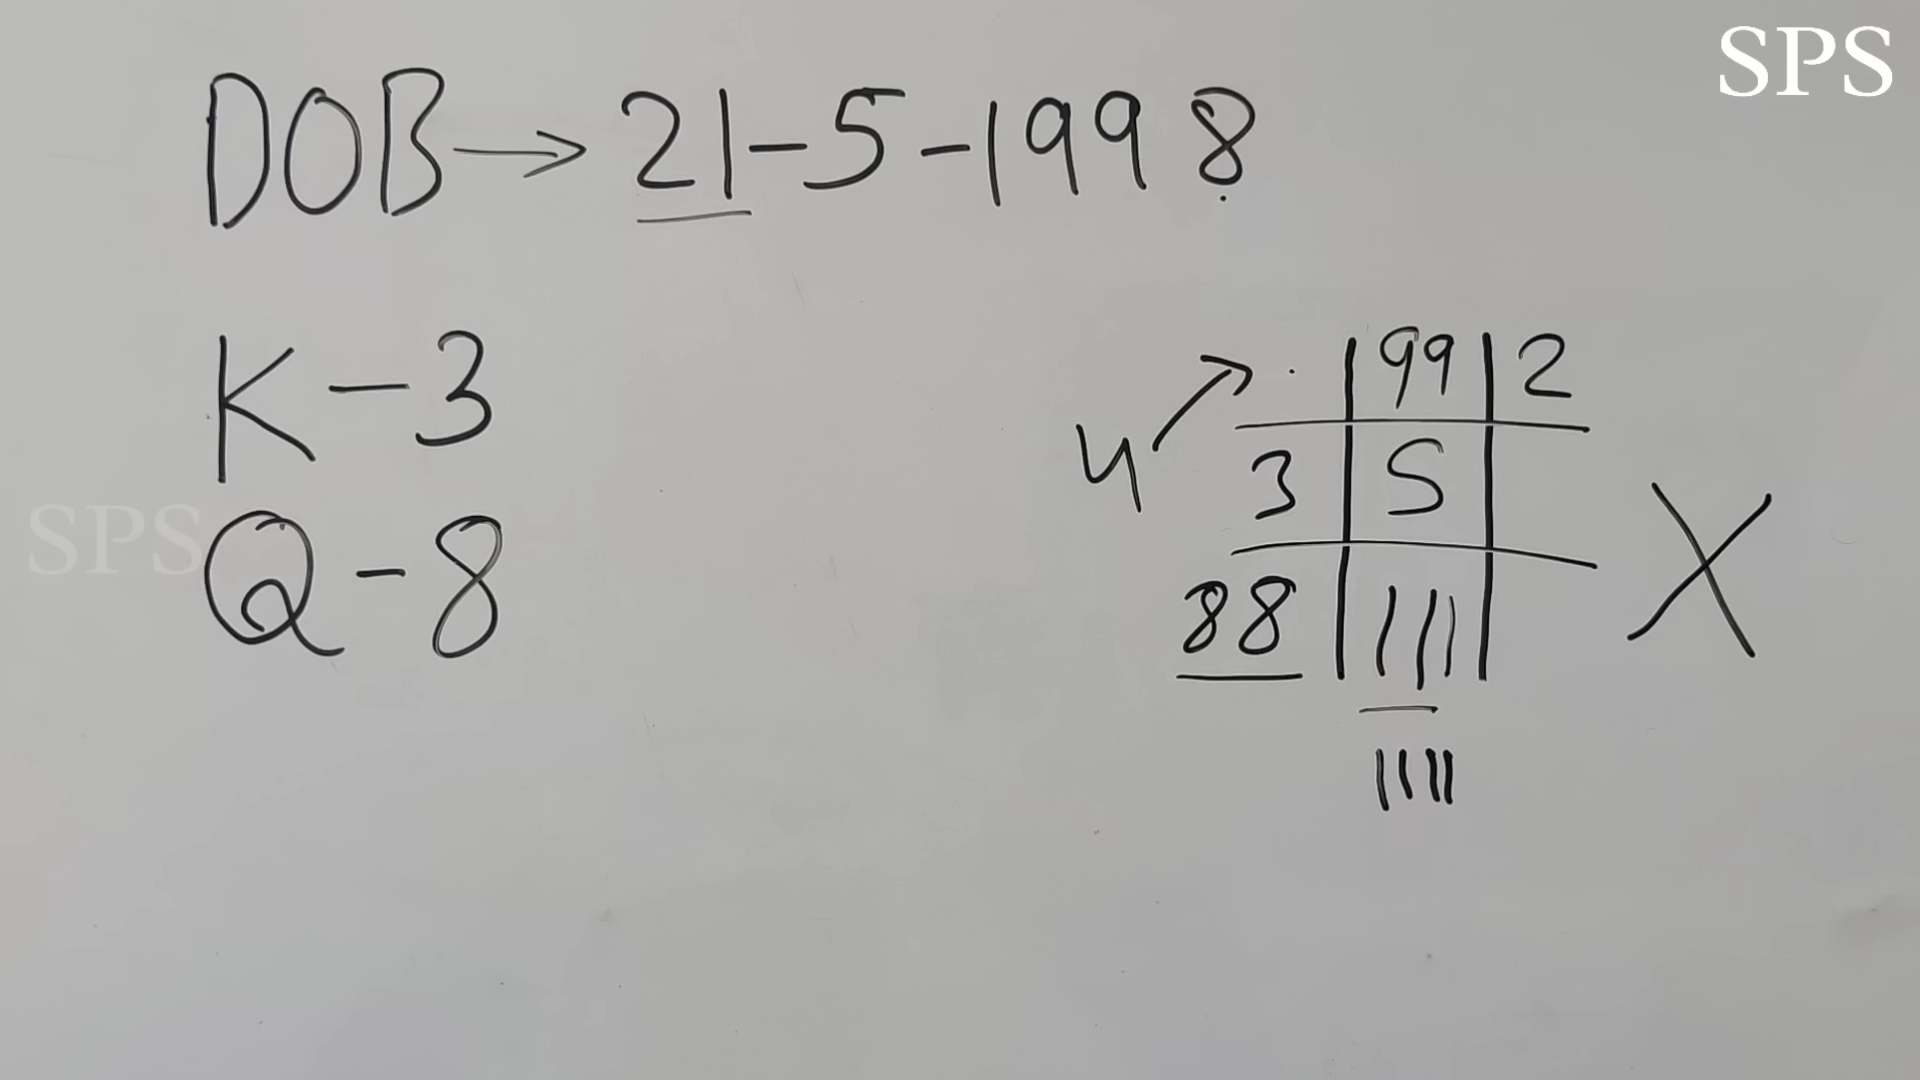 SPS
DOB → 21-5-1998
K-3
Q-8
SPS
4
99 2
3 5
88 111
1111
X